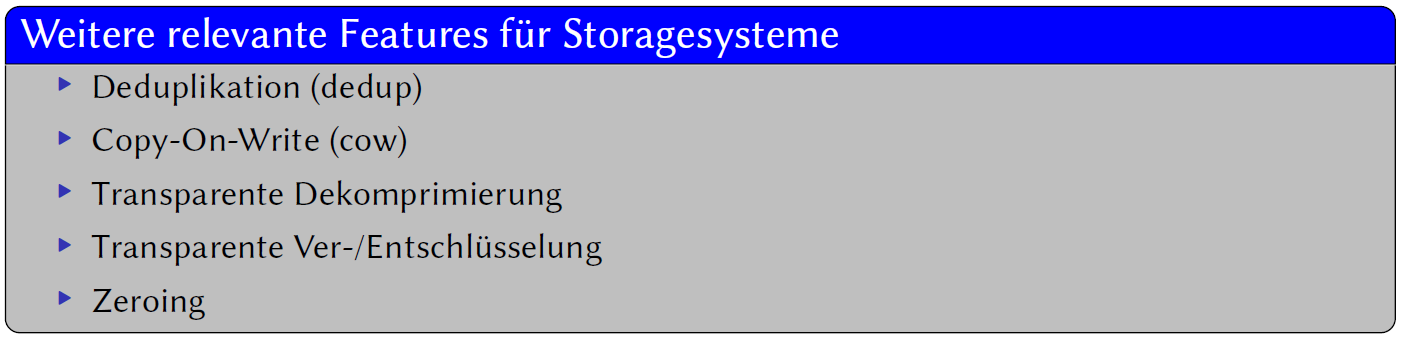 Weitere relevante Features für Storagesysteme
Deduplikation (dedup)
Copy-On-Write (cow)
Transparente Dekomprimierung
Transparente Ver-/Entschlüsselung
Zeroing